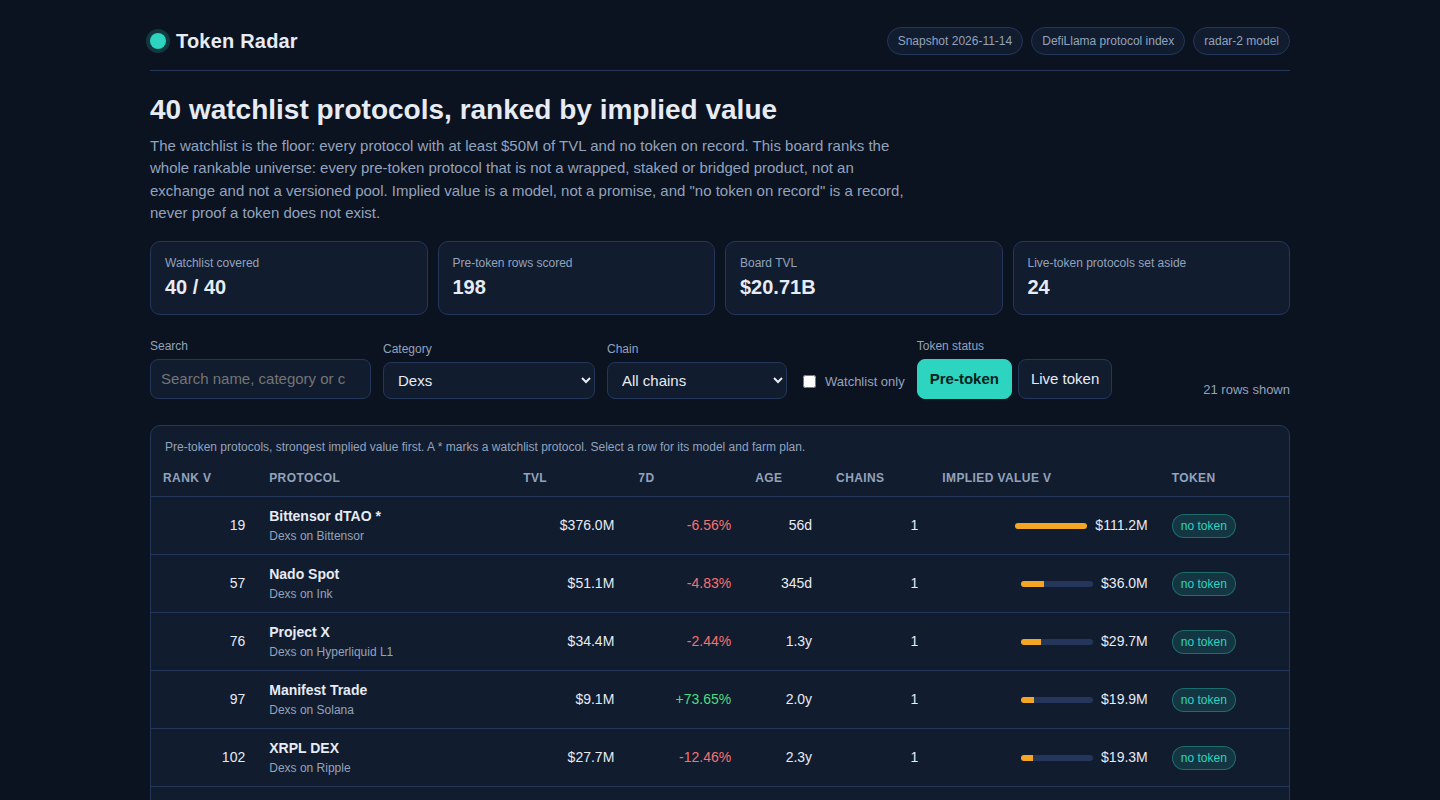 Token Radar
Snapshot 2026-11-14
DefiLlama protocol index
radar-2 model
40 watchlist protocols, ranked by implied value
The watchlist is the floor: every protocol with at least $50M of TVL and no token on record. This board ranks the
whole rankable universe: every pre-token protocol that is not a wrapped, staked or bridged product, not an
exchange and not a versioned pool. Implied value is a model, not a promise, and "no token on record" is a record,
never proof a token does not exist.
Watchlist covered
40 / 40
Pre-token rows scored
198
Board TVL
$20.71B
Live-token protocols set aside
24
Search
Search name, category or c
Category
Dexs
Chain
All chains
Watchlist only
Token status
Pre-token
Live token
21 rows shown
Pre-token protocols, strongest implied value first. A * marks a watchlist protocol. Select a row for its model and farm plan.
RANK V PROTOCOL TVL 7D AGE CHAINS IMPLIED VALUE V TOKEN
19 Bittensor dTAO * $376.0M -6.56% 56d 1 $111.2M no token
Dexs on Bittensor
57 Nado Spot $51.1M -4.83% 345d 1 $36.0M no token
Dexs on Ink
76 Project X $34.4M -2.44% 1.3y 1 $29.7M no token
Dexs on Hyperliquid L1
97 Manifest Trade $9.1M +73.65% 2.0y 1 $19.9M no token
Dexs on Solana
102 XRPL DEX $27.7M -12.46% 2.3y 1 $19.3M no token
Dexs on Ripple